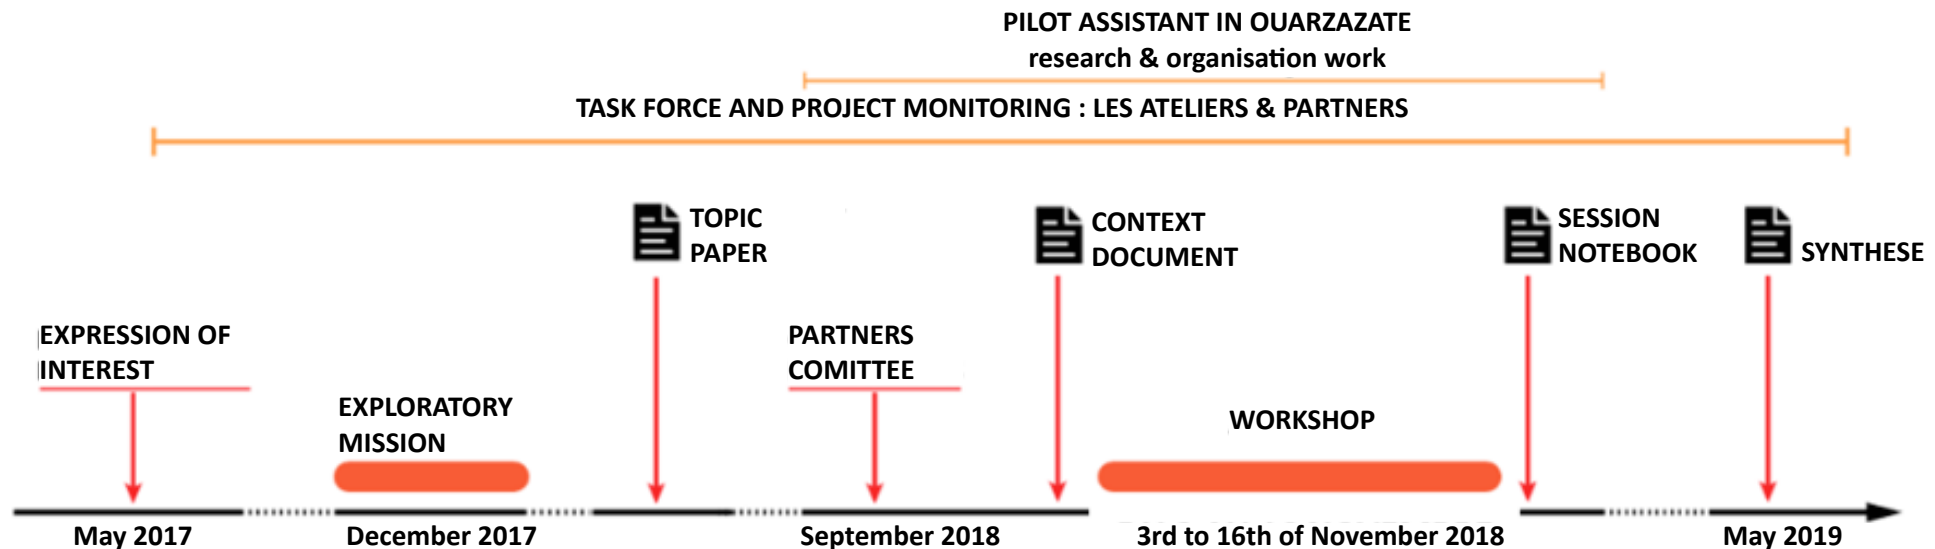 PILOT ASSISTANT IN OUARZAZATE
research & organisation work
TASK FORCE AND PROJECT MONITORING : LES ATELIERS & PARTNERS
TOPIC
PAPER
CONTEXT
DOCUMENT
SESSION
NOTEBOOK
SYNTHESE
EXPRESSION OF
INTEREST
PARTNERS
COMITTEE
EXPLORATORY
MISSION
WORKSHOP
May 2017
December 2017
September 2018
3rd to 16th of November 2018
May 2019